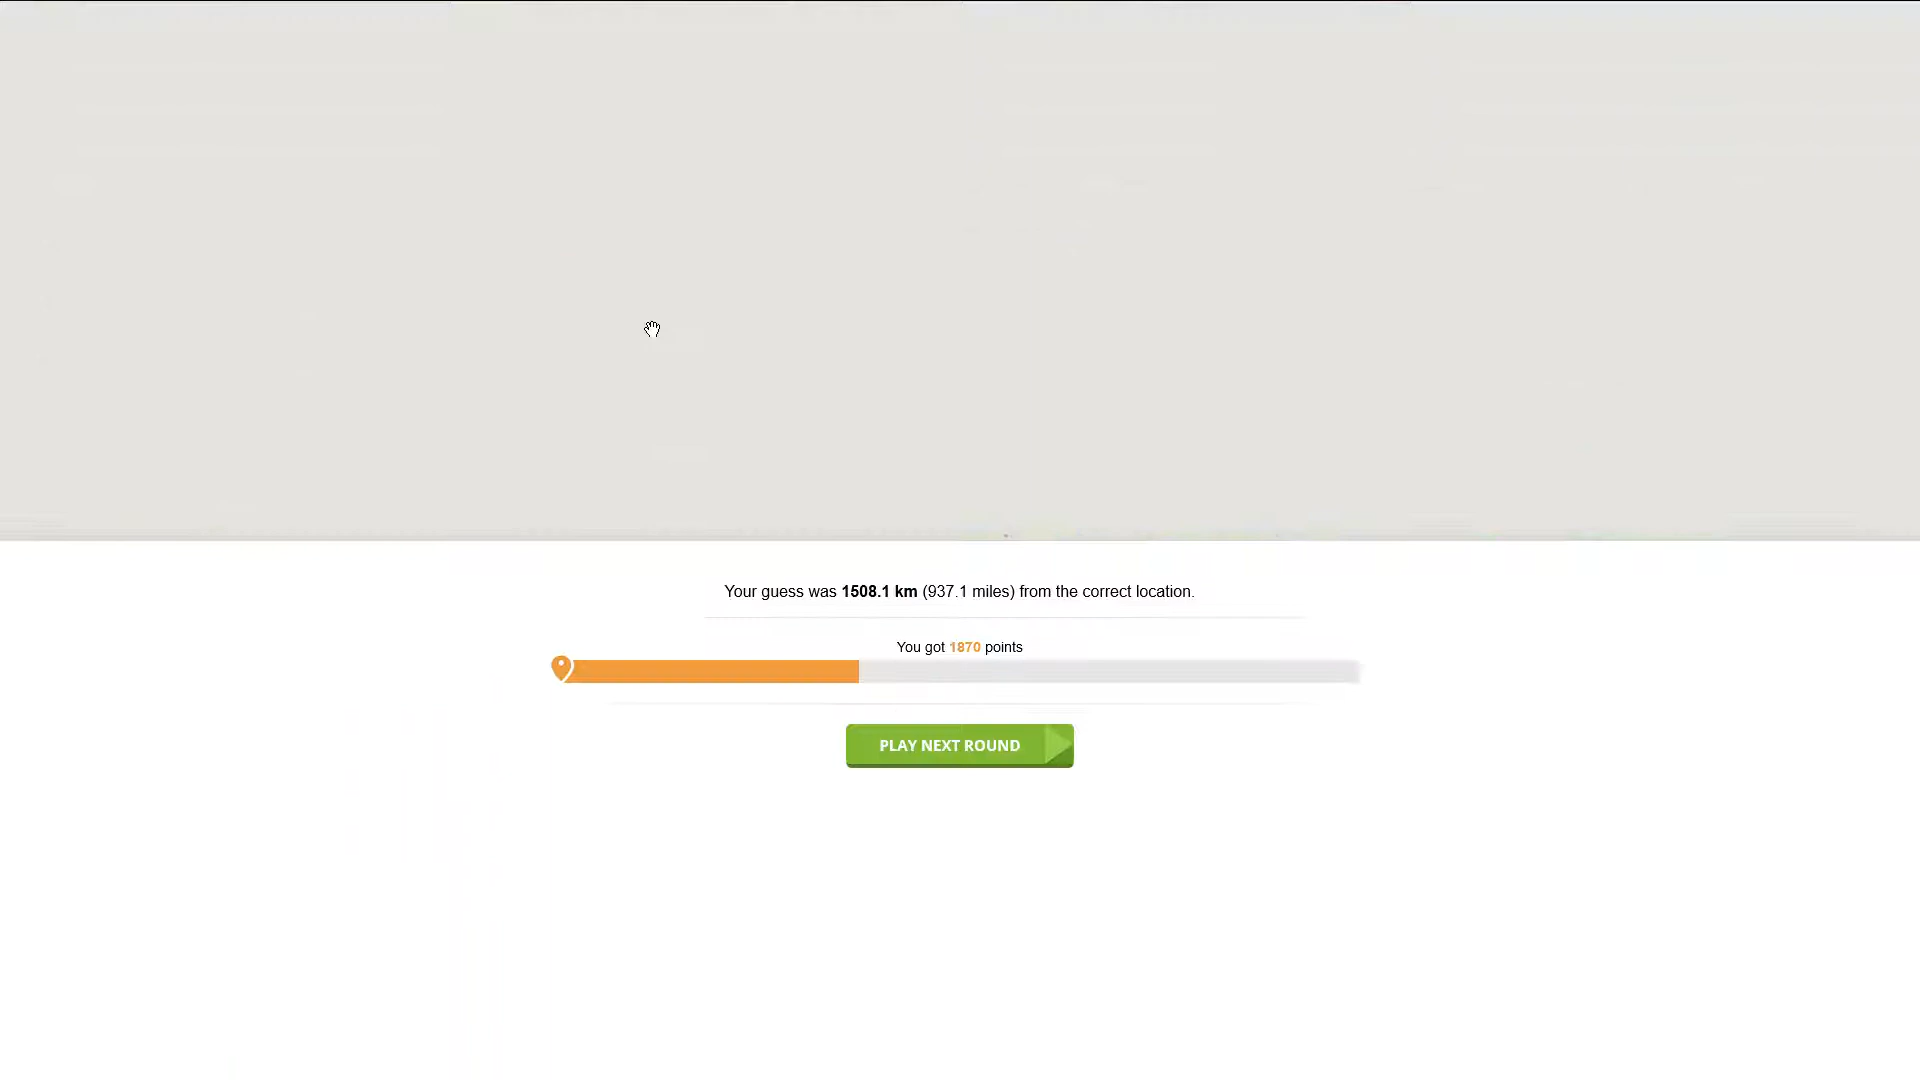 Your guess was 1508.1 km (937.1 miles) from the correct location.
You got 1870 points
PLAY NEXT ROUND